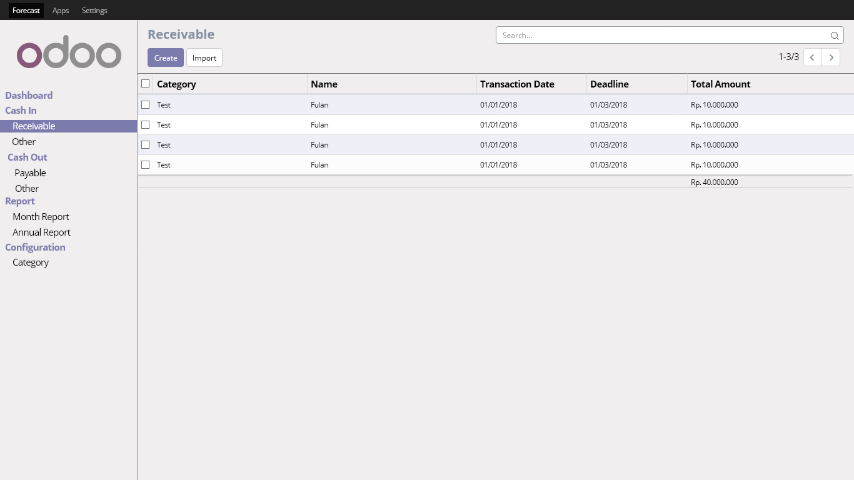 Forecast Apps Settings
odoo
Receivable
Search...
Create Import
1-3/3
Dashboard
Cash In
Receivable
Other
Cash Out
Payable
Other
Report
Month Report
Annual Report
Configuration
Category
Category Name Transaction Date Deadline Total Amount
Test Fulan 01/01/2018 01/03/2018 Rp. 10.000.000
Test Fulan 01/01/2018 01/03/2018 Rp. 10.000.000
Test Fulan 01/01/2018 01/03/2018 Rp. 10.000.000
Test Fulan 01/01/2018 01/03/2018 Rp. 10.000.000
Rp. 40.000.000